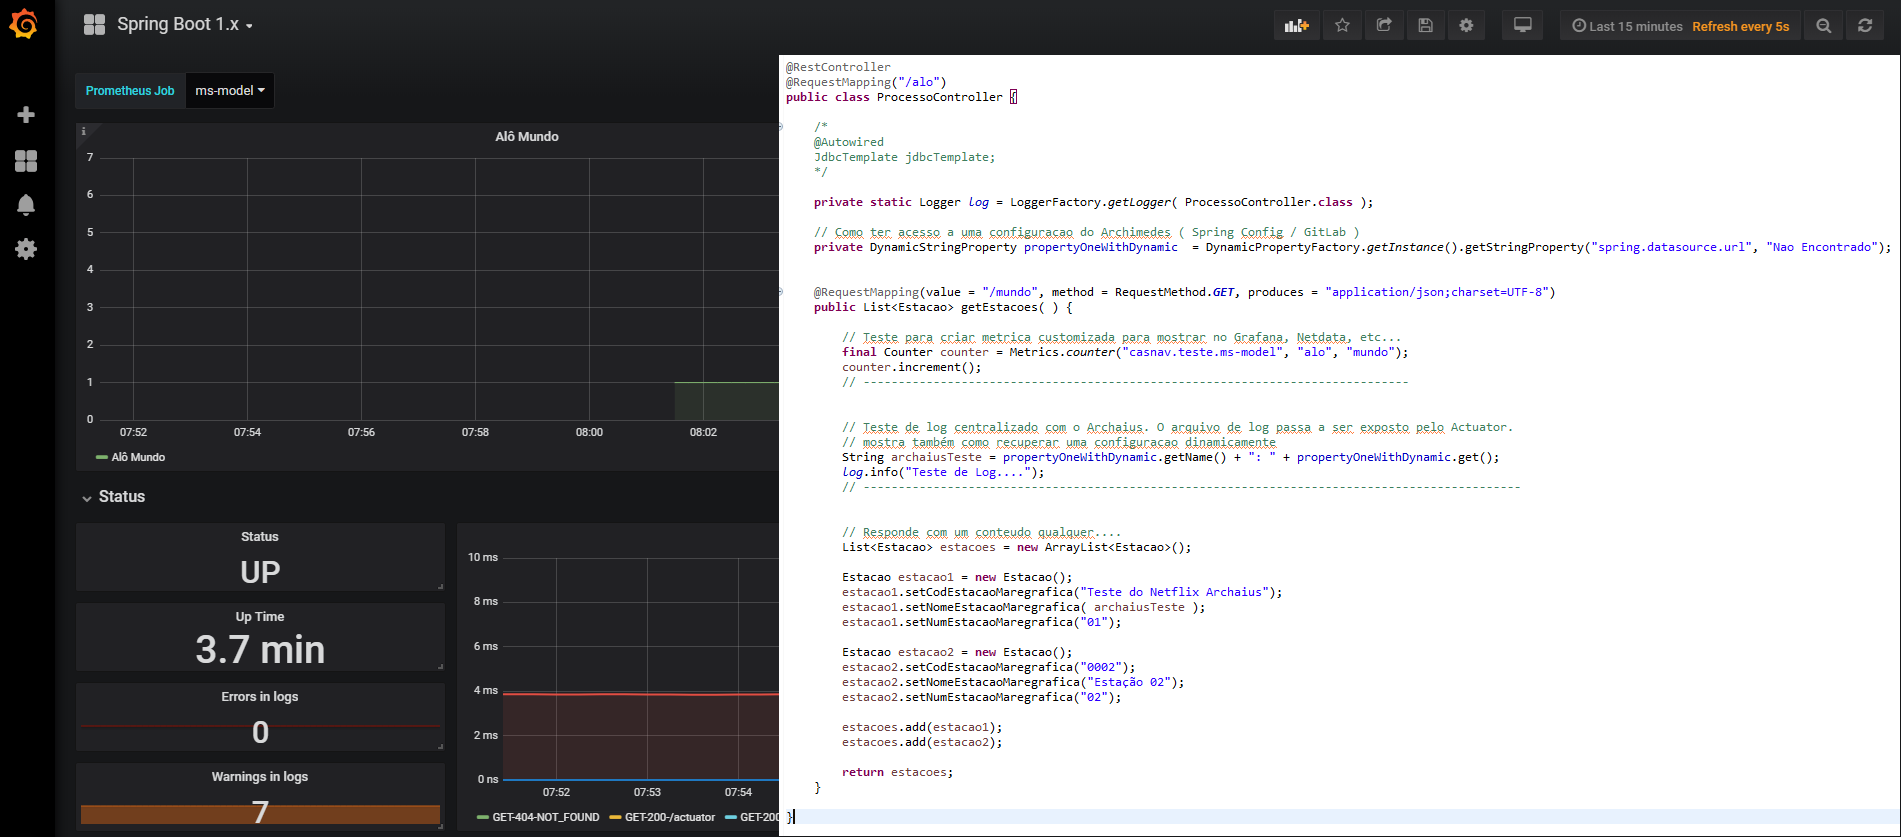 Spring Boot 1.x
Last 15 minutes Refresh every 5s
Prometheus Job ms-model
i
Alô Mundo
7
6
5
4
3
2
1
0
07:52 07:54 07:56 07:58 08:00 08:02
Alô Mundo
Status
Status
UP
Up Time
3.7 min
Errors in logs
0
Warnings in logs
7
10 ms
8 ms
6 ms
4 ms
2 ms
0 ns
07:52 07:53 07:54
GET-404-NOT_FOUND GET-200-/actuator GET-200
@RestController
@RequestMapping("/alo")
public class ProcessoController {
/*
@Autowired
JdbcTemplate jdbcTemplate;
*/
private static Logger log = LoggerFactory.getLogger( ProcessoController.class );
// Como ter acesso a uma configuracao do Archimedes ( Spring Config / GitLab )
private DynamicStringProperty propertyOneWithDynamic  = DynamicPropertyFactory.getInstance().getStringProperty("spring.datasource.url", "Nao Encontrado");
@RequestMapping(value = "/mundo", method = RequestMethod.GET, produces = "application/json;charset=UTF-8")
public List<Estacao> getEstacoes( ) {
// Teste para criar metrica customizada para mostrar no Grafana, Netdata, etc...
final Counter counter = Metrics.counter("casnav.teste.ms-model", "alo", "mundo");
counter.increment();
// ------------------------------------------------------------------------------
// Teste de log centralizado com o Archaius. O arquivo de log passa a ser exposto pelo Actuator.
// mostra também como recuperar uma configuracao dinamicamente
String archaiusTeste = propertyOneWithDynamic.getName() + ": " + propertyOneWithDynamic.get();
log.info("Teste de Log....");
// ----------------------------------------------------------------------------------------------
// Responde com um conteudo qualquer....
List<Estacao> estacoes = new ArrayList<Estacao>();
Estacao estacao1 = new Estacao();
estacao1.setCodEstacaoMaregrafica("Teste do Netflix Archaius");
estacao1.setNomeEstacaoMaregrafica( archaiusTeste );
estacao1.setNumEstacaoMaregrafica("01");
Estacao estacao2 = new Estacao();
estacao2.setCodEstacaoMaregrafica("0002");
estacao2.setNomeEstacaoMaregrafica("Estação 02");
estacao2.setNumEstacaoMaregrafica("02");
estacoes.add(estacao1);
estacoes.add(estacao2);
return estacoes;
}
}